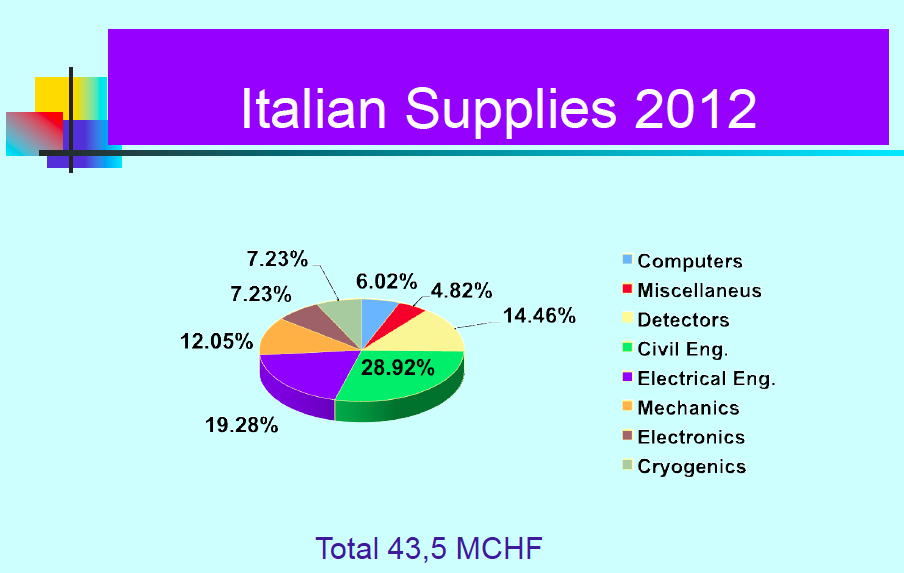 Italian Supplies 2012
7.23%
6.02%
4.82%
7.23%
14.46%
12.05%
28.92%
19.28%
Computers
Miscellaneus
Detectors
Civil Eng.
Electrical Eng.
Mechanics
Electronics
Cryogenics
Total 43,5 MCHF